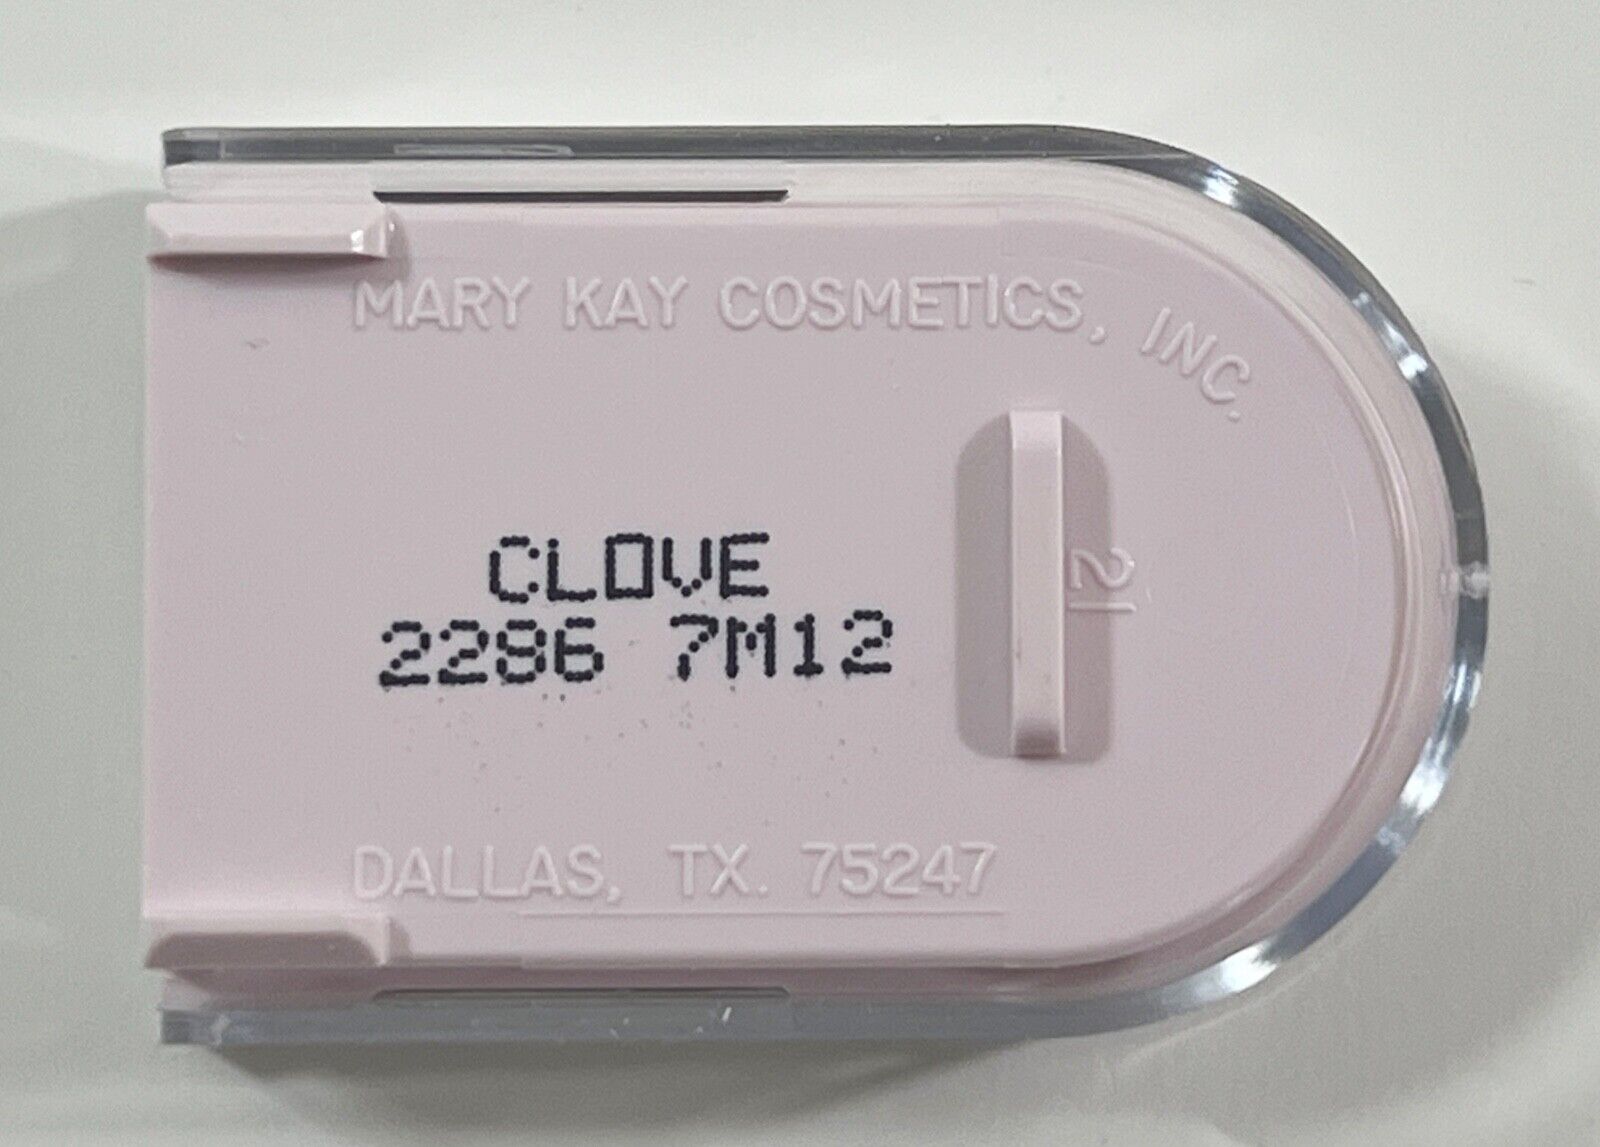 MARY KAY COSMETICS, INC.
21
CLOVE
2286 7M12
DALLAS, TX. 75247